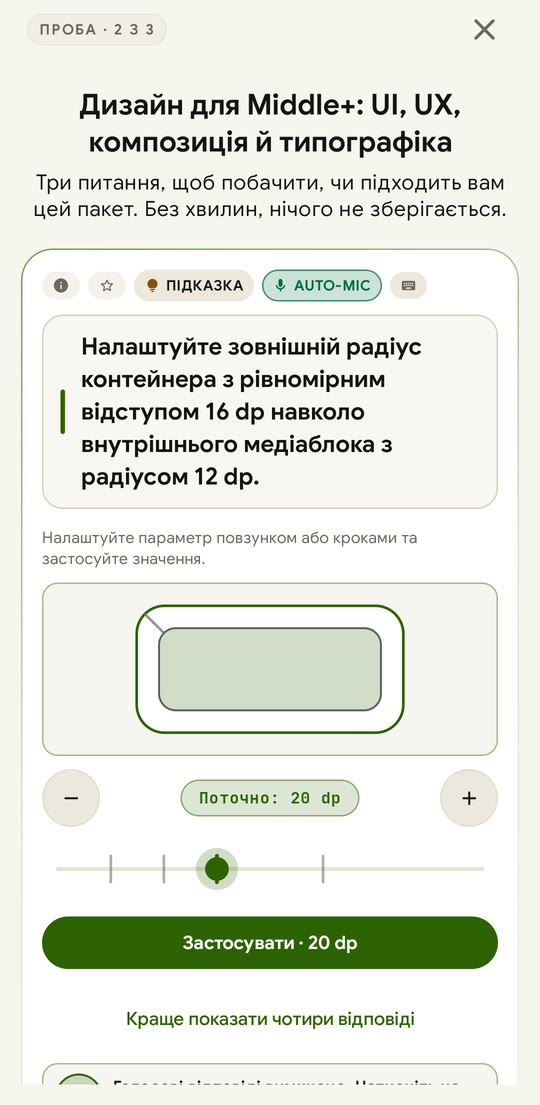 ПРОБА · 2 З 3
Дизайн для Middle+: UI, UX,
композиція й типографіка
Три питання, щоб побачити, чи підходить вам
цей пакет. Без хвилин, нічого не зберігається.
ПІДКАЗКА
AUTO-MIC
Налаштуйте зовнішній радіус
контейнера з рівномірним
відступом 16 dp навколо
внутрішнього медіаблока з
радіусом 12 dp.
Налаштуйте параметр повзунком або кроками та
застосуйте значення.
Поточно: 20 dp
Застосувати · 20 dp
Краще показати чотири відповіді